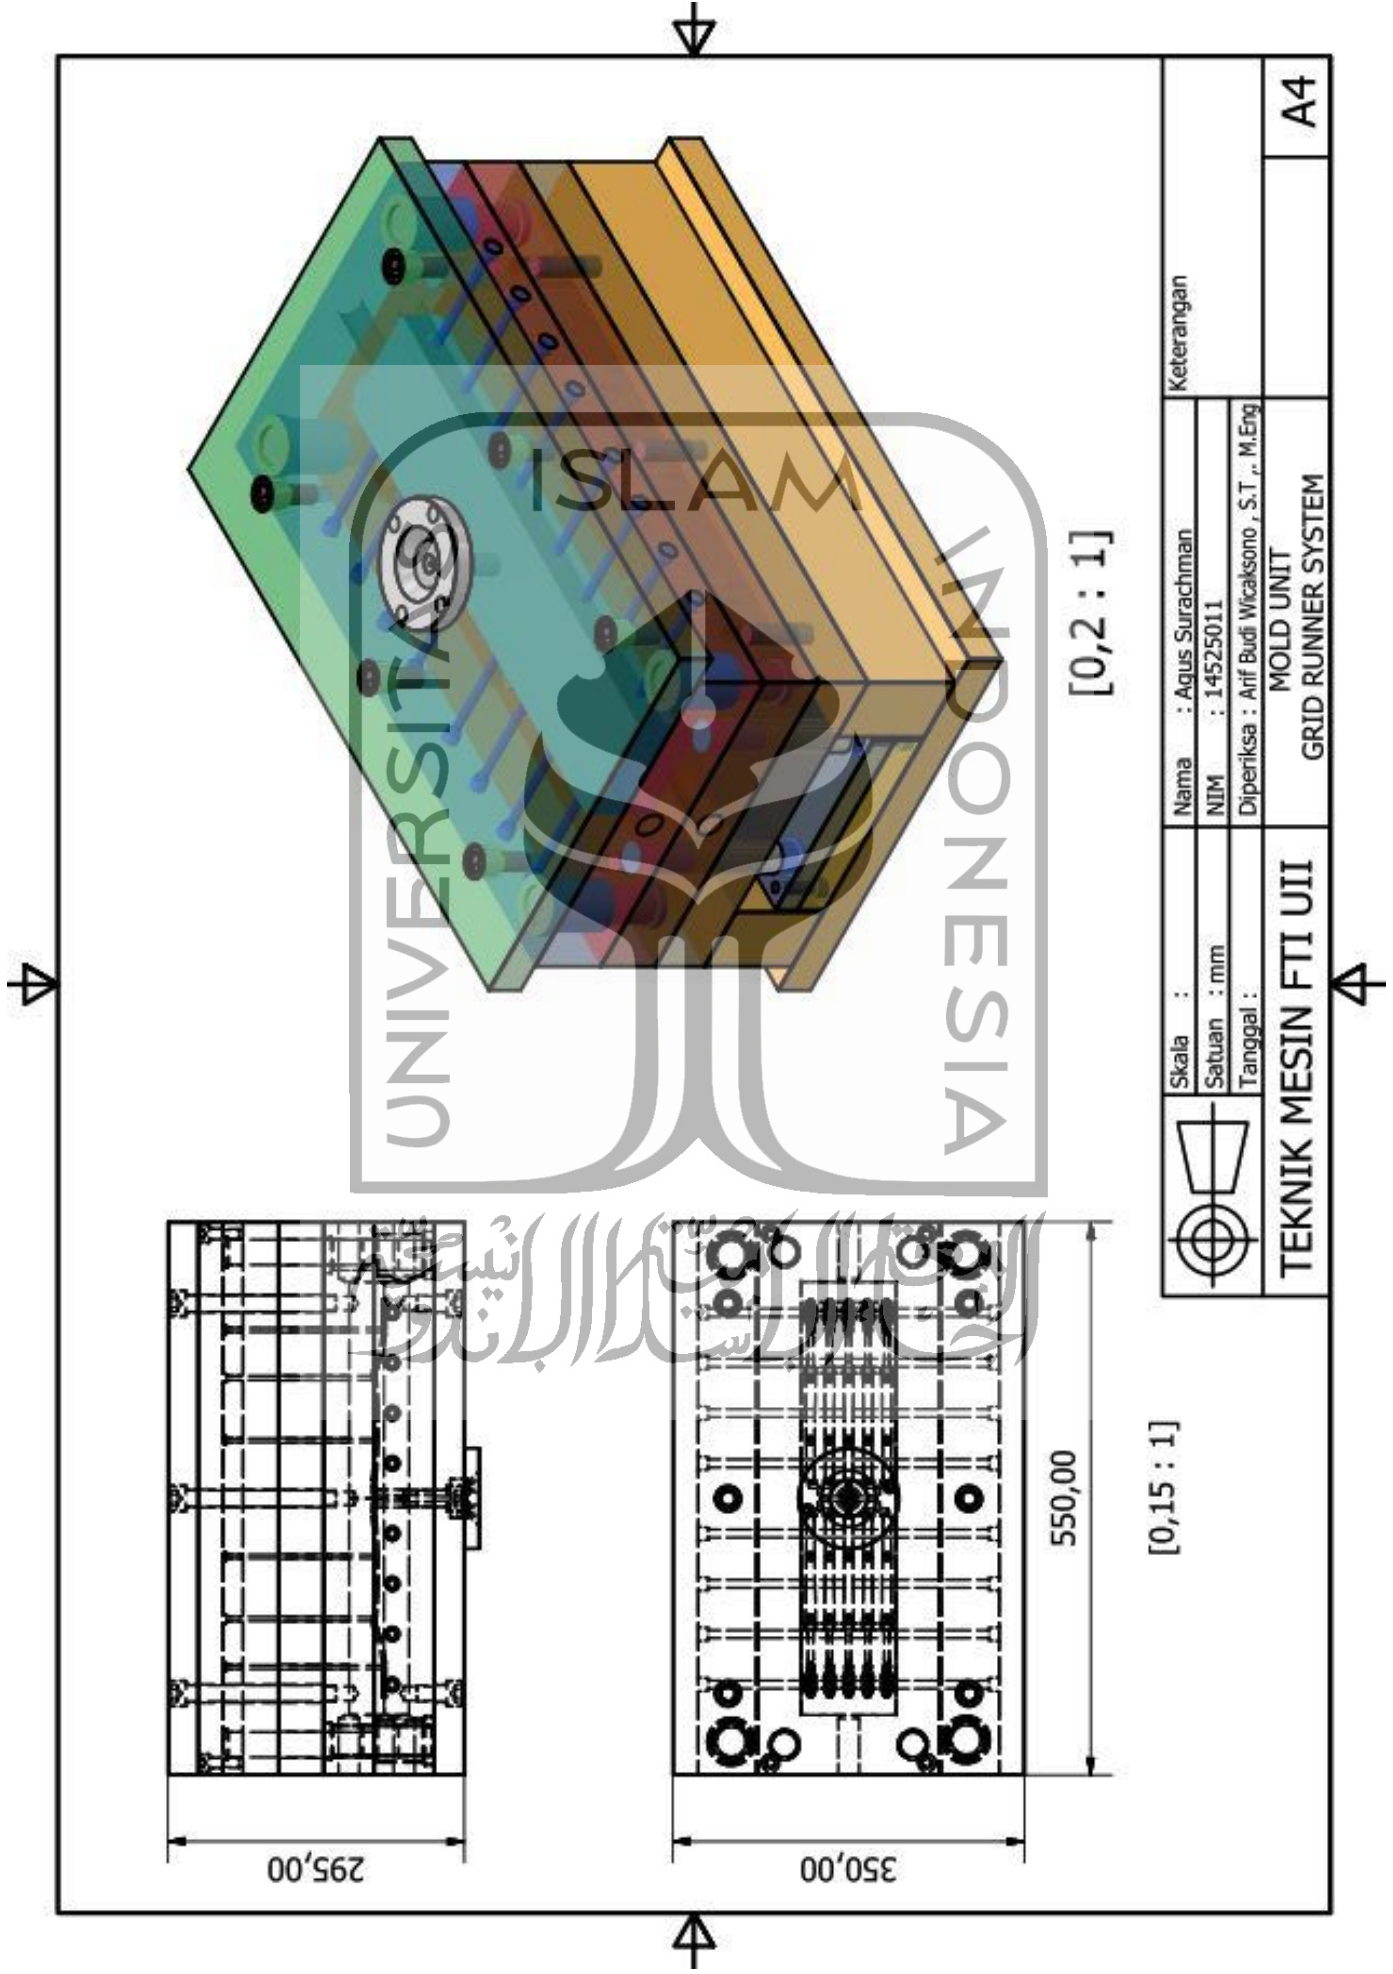 295,00
350,00
550,00
[0,15 : 1]
[0,2 : 1]
UNIVERSITAS
ISLAM
INDONESIA
Skala :
Satuan : mm
Tanggal :
Nama : Agus Surachman
NIM : 14525011
Diperiksa : Arif Budi Wicaksono , S.T ,. M.Eng
Keterangan
TEKNIK MESIN FTI UII
MOLD UNIT
GRID RUNNER SYSTEM
A4